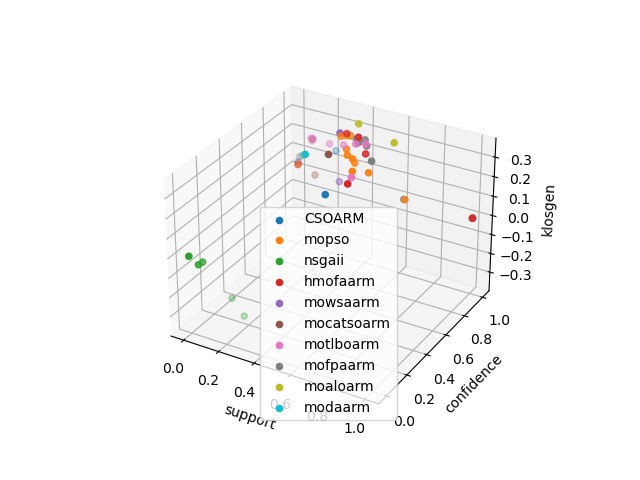 0.3
0.2
0.1
0.0
−0.1
−0.2
−0.3
klosgen
CSOARM
mopso
nsgaii
hmofaarm
mowsaarm
mocatsoarm
motlboarm
mofpaarm
moaloarm
modaarm
0.0
0.2
0.4
0.6
0.8
1.0
support
0.0
0.2
0.4
0.6
0.8
1.0
confidence